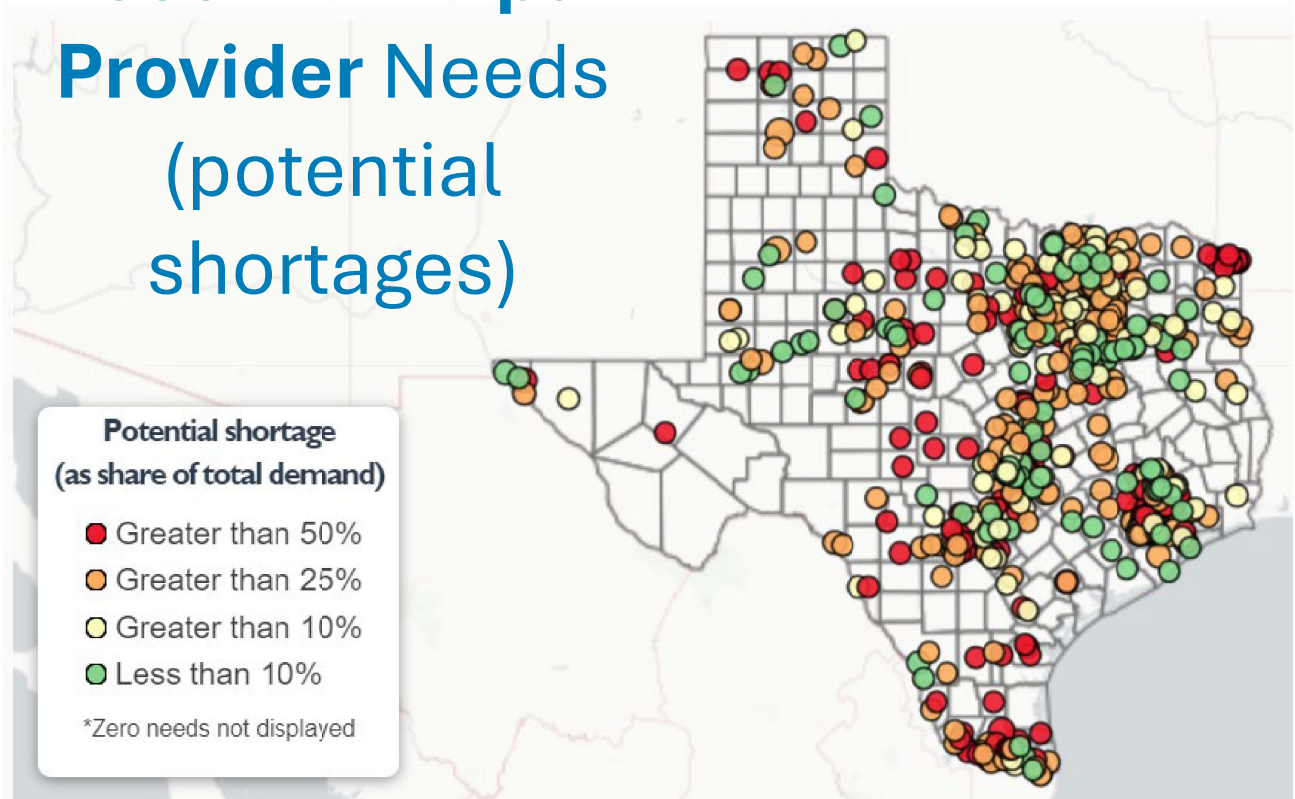 Provider Needs
(potential
shortages)
Potential shortage
(as share of total demand)
Greater than 50%
Greater than 25%
Greater than 10%
Less than 10%
*Zero needs not displayed